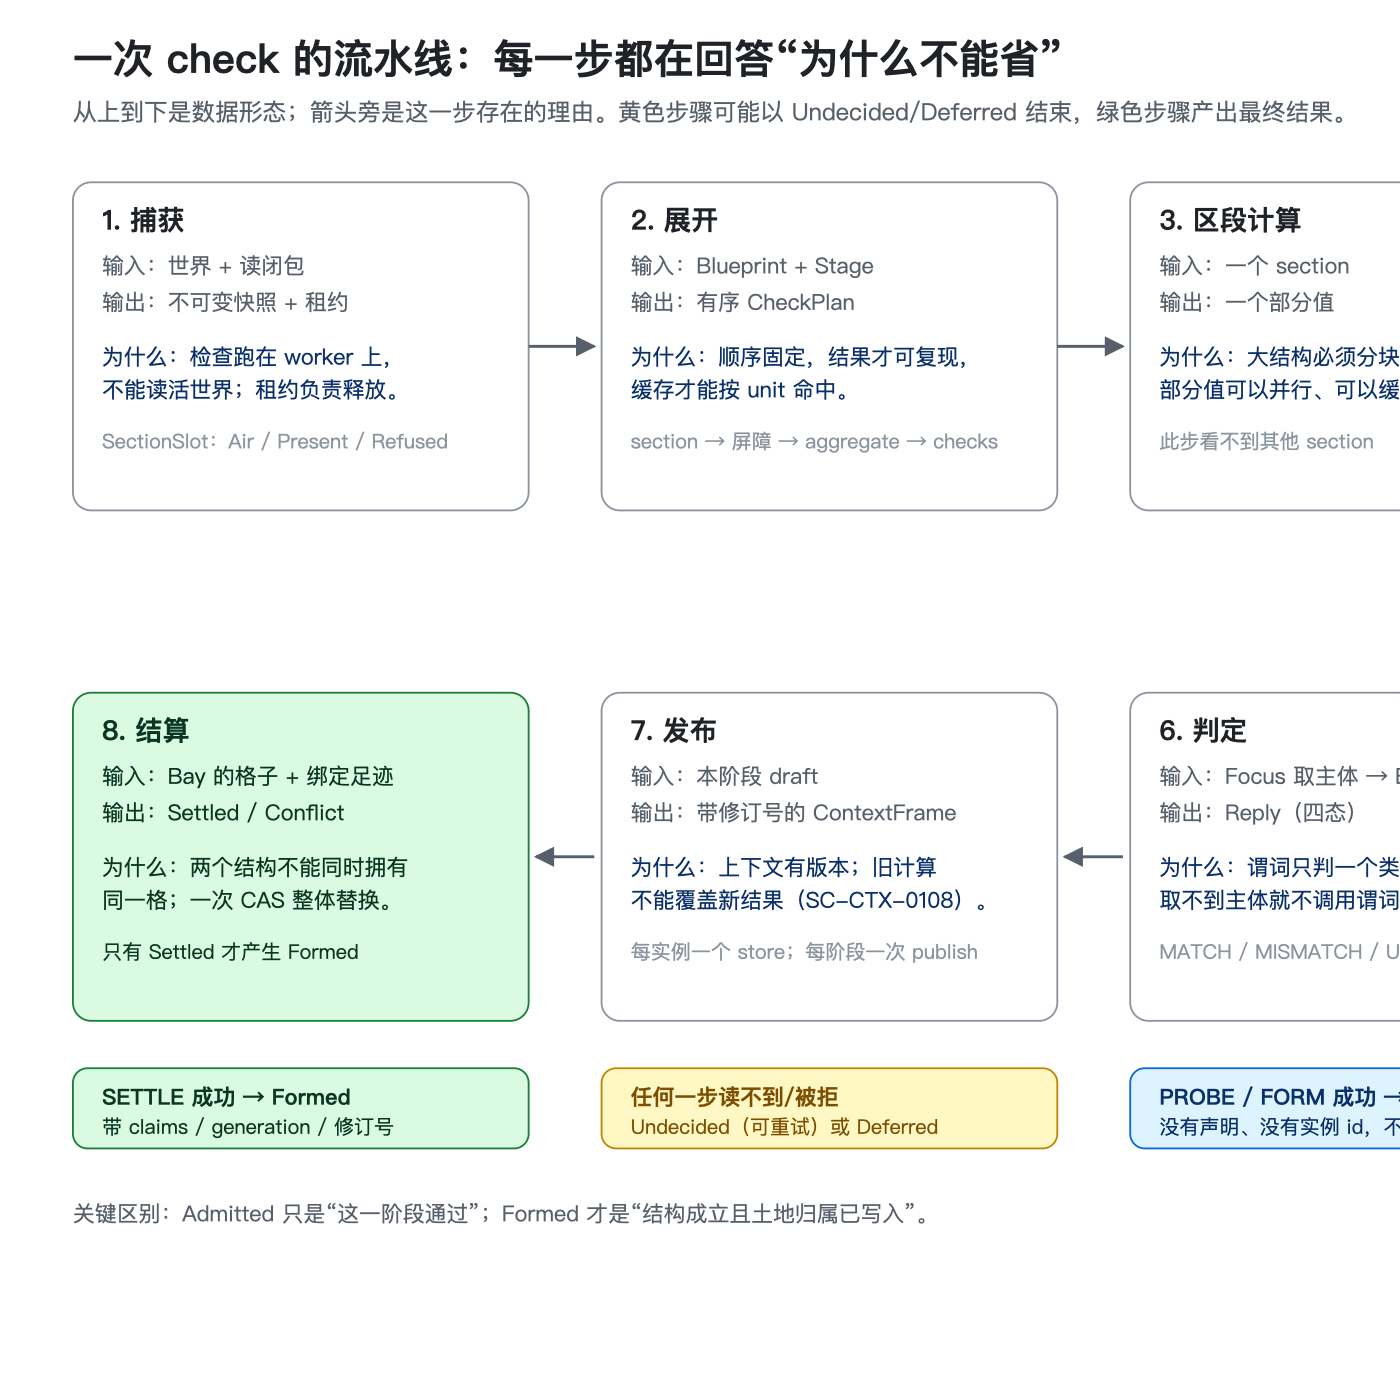 一次 check 的流水线：每一步都在回答“为什么不能省”
从上到下是数据形态；箭头旁是这一步存在的理由。黄色步骤可能以 Undecided/Deferred 结束，绿色步骤产出最终结果。
1. 捕获
输入：世界 + 读闭包
输出：不可变快照 + 租约
为什么：检查跑在 worker 上，
不能读活世界；租约负责释放。
SectionSlot：Air / Present / Refused
2. 展开
输入：Blueprint + Stage
输出：有序 CheckPlan
为什么：顺序固定，结果才可复现，
缓存才能按 unit 命中。
section → 屏障 → aggregate → checks
3. 区段计算
输入：一个 section
输出：一个部分值
为什么：大结构必须分块
部分值可以并行、可以缓
此步看不到其他 section
8. 结算
输入：Bay 的格子 + 绑定足迹
输出：Settled / Conflict
为什么：两个结构不能同时拥有
同一格；一次 CAS 整体替换。
只有 Settled 才产生 Formed
7. 发布
输入：本阶段 draft
输出：带修订号的 ContextFrame
为什么：上下文有版本；旧计算
不能覆盖新结果（SC-CTX-0108）。
每实例一个 store；每阶段一次 publish
6. 判定
输入：Focus 取主体 →
输出：Reply（四态）
为什么：谓词只判一个类
取不到主体就不调用谓词
MATCH / MISMATCH / U
SETTLE 成功 → Formed
带 claims / generation / 修订号
任何一步读不到/被拒
Undecided（可重试）或 Deferred
PROBE / FORM 成功 →
没有声明、没有实例 id，不
关键区别：Admitted 只是“这一阶段通过”；Formed 才是“结构成立且土地归属已写入”。